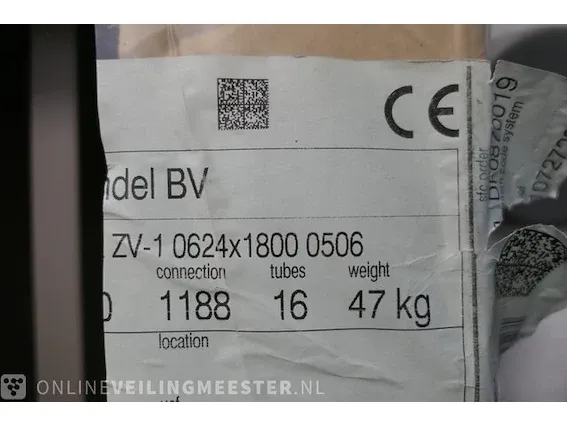 CE
ndel BV
ZV-1 0624x1800 0506
connection tubes weight
1188 16 47 kg
location
sfc order
system
ONLINEVEILINGMEESTER.NL